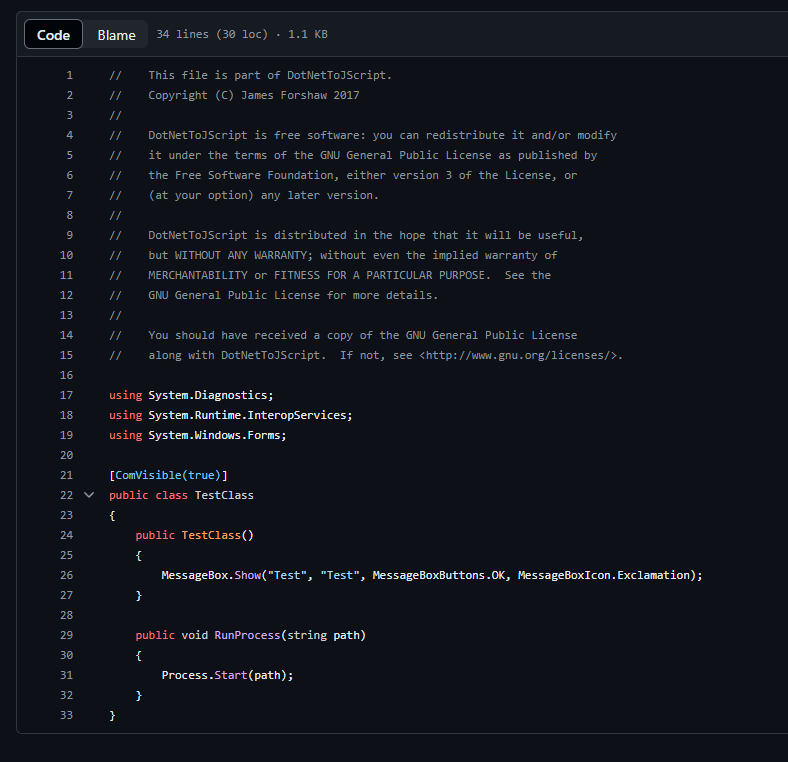 Code Blame 34 lines (30 loc) · 1.1 KB
1 // This file is part of DotNetToJScript.
2 // Copyright (C) James Forshaw 2017
3 //
4 // DotNetToJScript is free software: you can redistribute it and/or modify
5 // it under the terms of the GNU General Public License as published by
6 // the Free Software Foundation, either version 3 of the License, or
7 // (at your option) any later version.
8 //
9 // DotNetToJScript is distributed in the hope that it will be useful,
10 // but WITHOUT ANY WARRANTY; without even the implied warranty of
11 // MERCHANTABILITY or FITNESS FOR A PARTICULAR PURPOSE.  See the
12 // GNU General Public License for more details.
13 //
14 // You should have received a copy of the GNU General Public License
15 // along with DotNetToJScript.  If not, see <http://www.gnu.org/licenses/>.
16
17 using System.Diagnostics;
18 using System.Runtime.InteropServices;
19 using System.Windows.Forms;
20
21 [ComVisible(true)]
22 public class TestClass
23 {
24     public TestClass()
25     {
26         MessageBox.Show("Test", "Test", MessageBoxButtons.OK, MessageBoxIcon.Exclamation);
27     }
28
29     public void RunProcess(string path)
30     {
31         Process.Start(path);
32     }
33 }